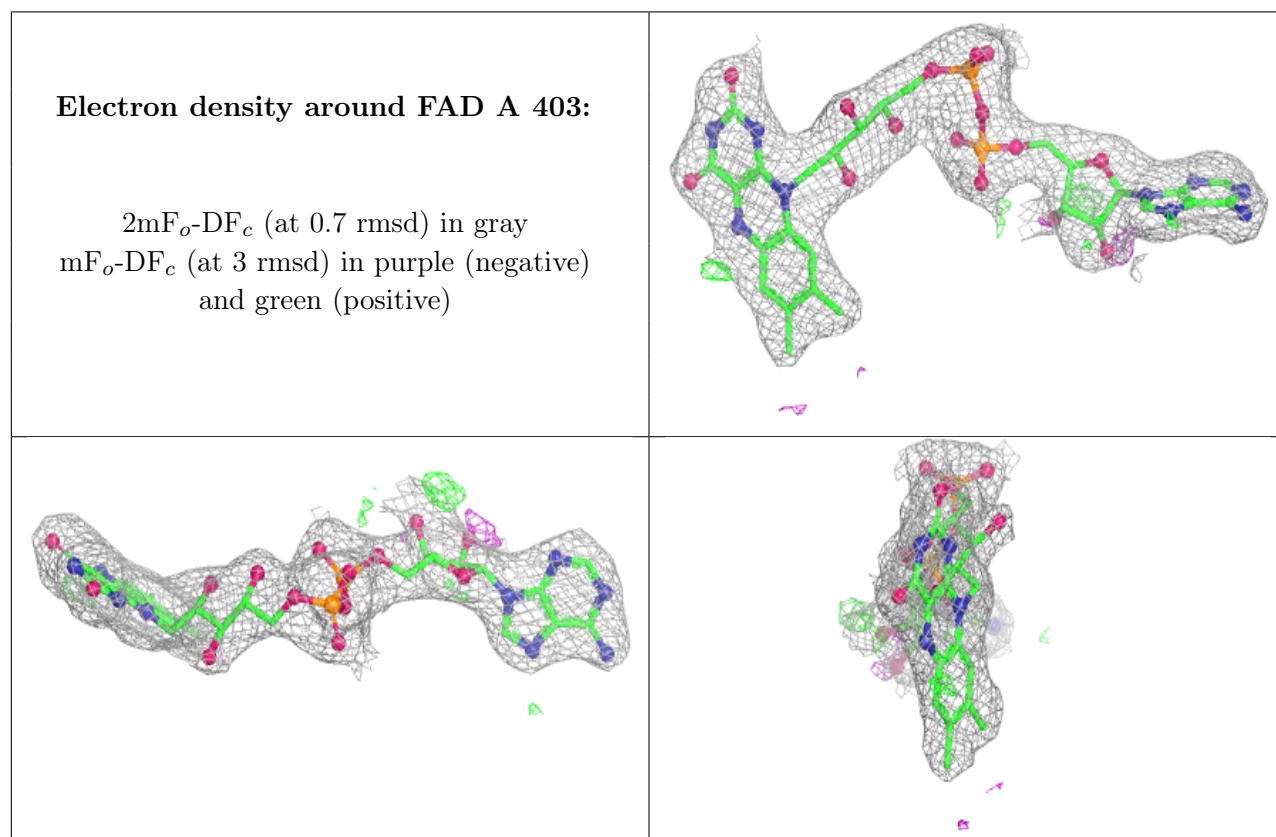 Electron density around FAD A 403:
2mFₒ-DF𝒸 (at 0.7 rmsd) in gray
mFₒ-DF𝒸 (at 3 rmsd) in purple (negative)
and green (positive)